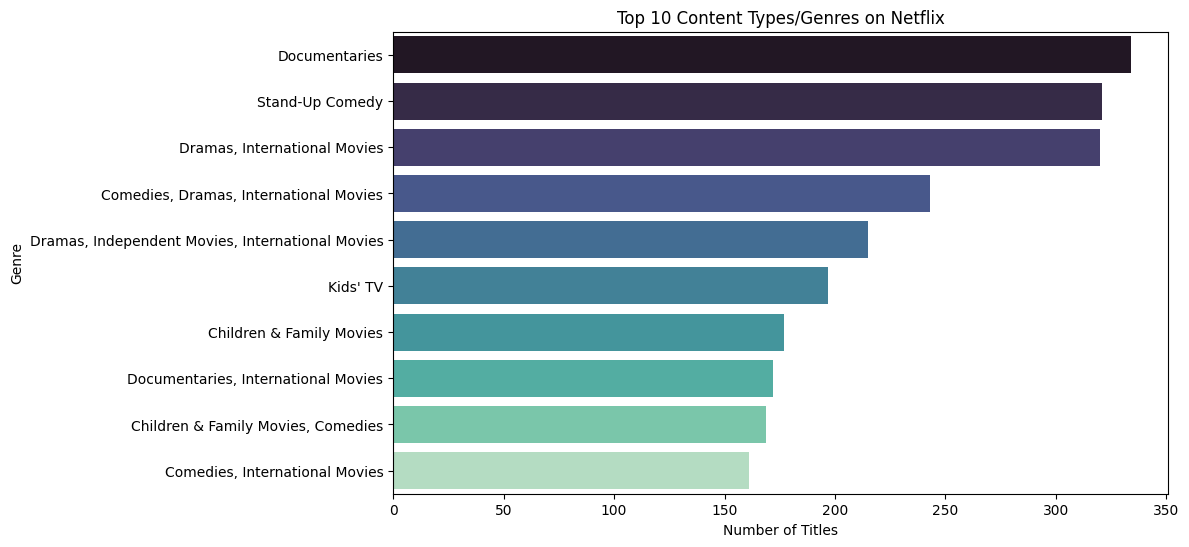 Top 10 Content Types/Genres on Netflix
Genre
Documentaries
Stand-Up Comedy
Dramas, International Movies
Comedies, Dramas, International Movies
Dramas, Independent Movies, International Movies
Kids' TV
Children & Family Movies
Documentaries, International Movies
Children & Family Movies, Comedies
Comedies, International Movies
0 50 100 150 200 250 300 350
Number of Titles